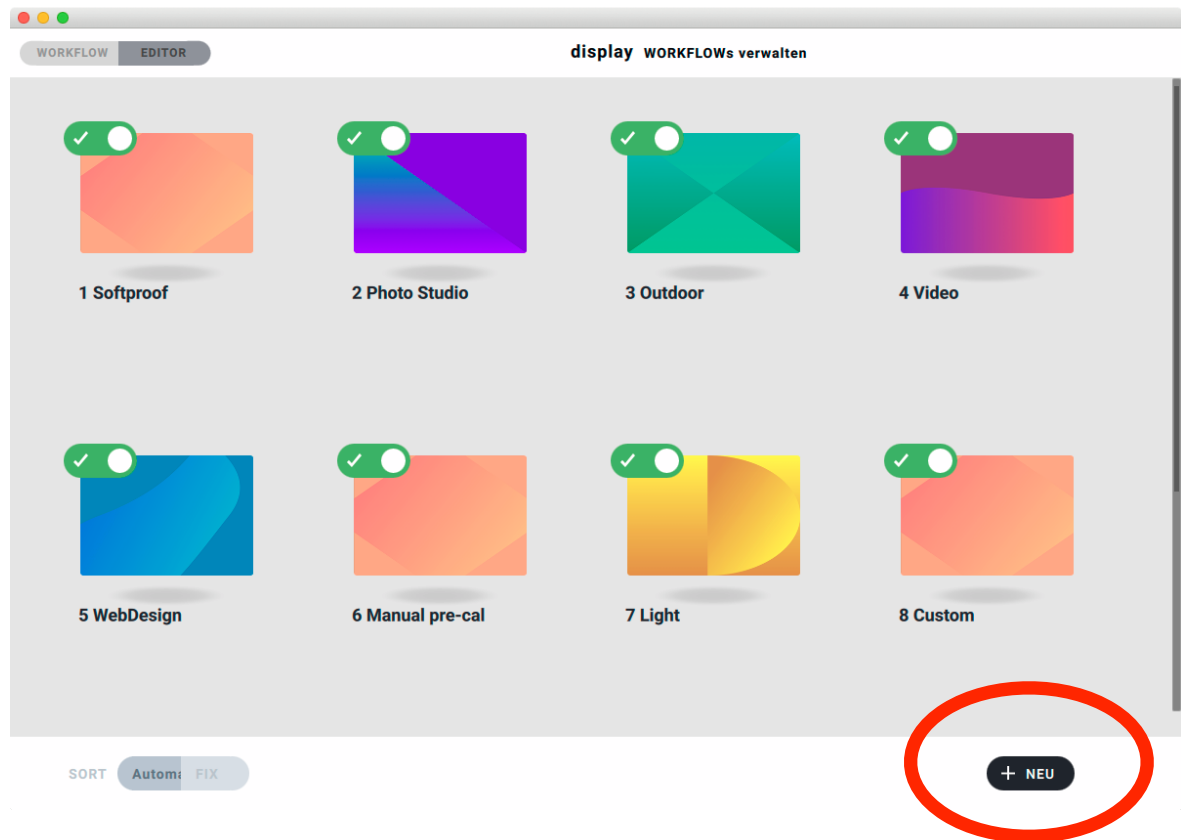 WORKFLOW EDITOR display WORKFLOWs verwalten
1 Softproof 2 Photo Studio 3 Outdoor 4 Video
5 WebDesign 6 Manual pre-cal 7 Light 8 Custom
SORT Automa FIX + NEU